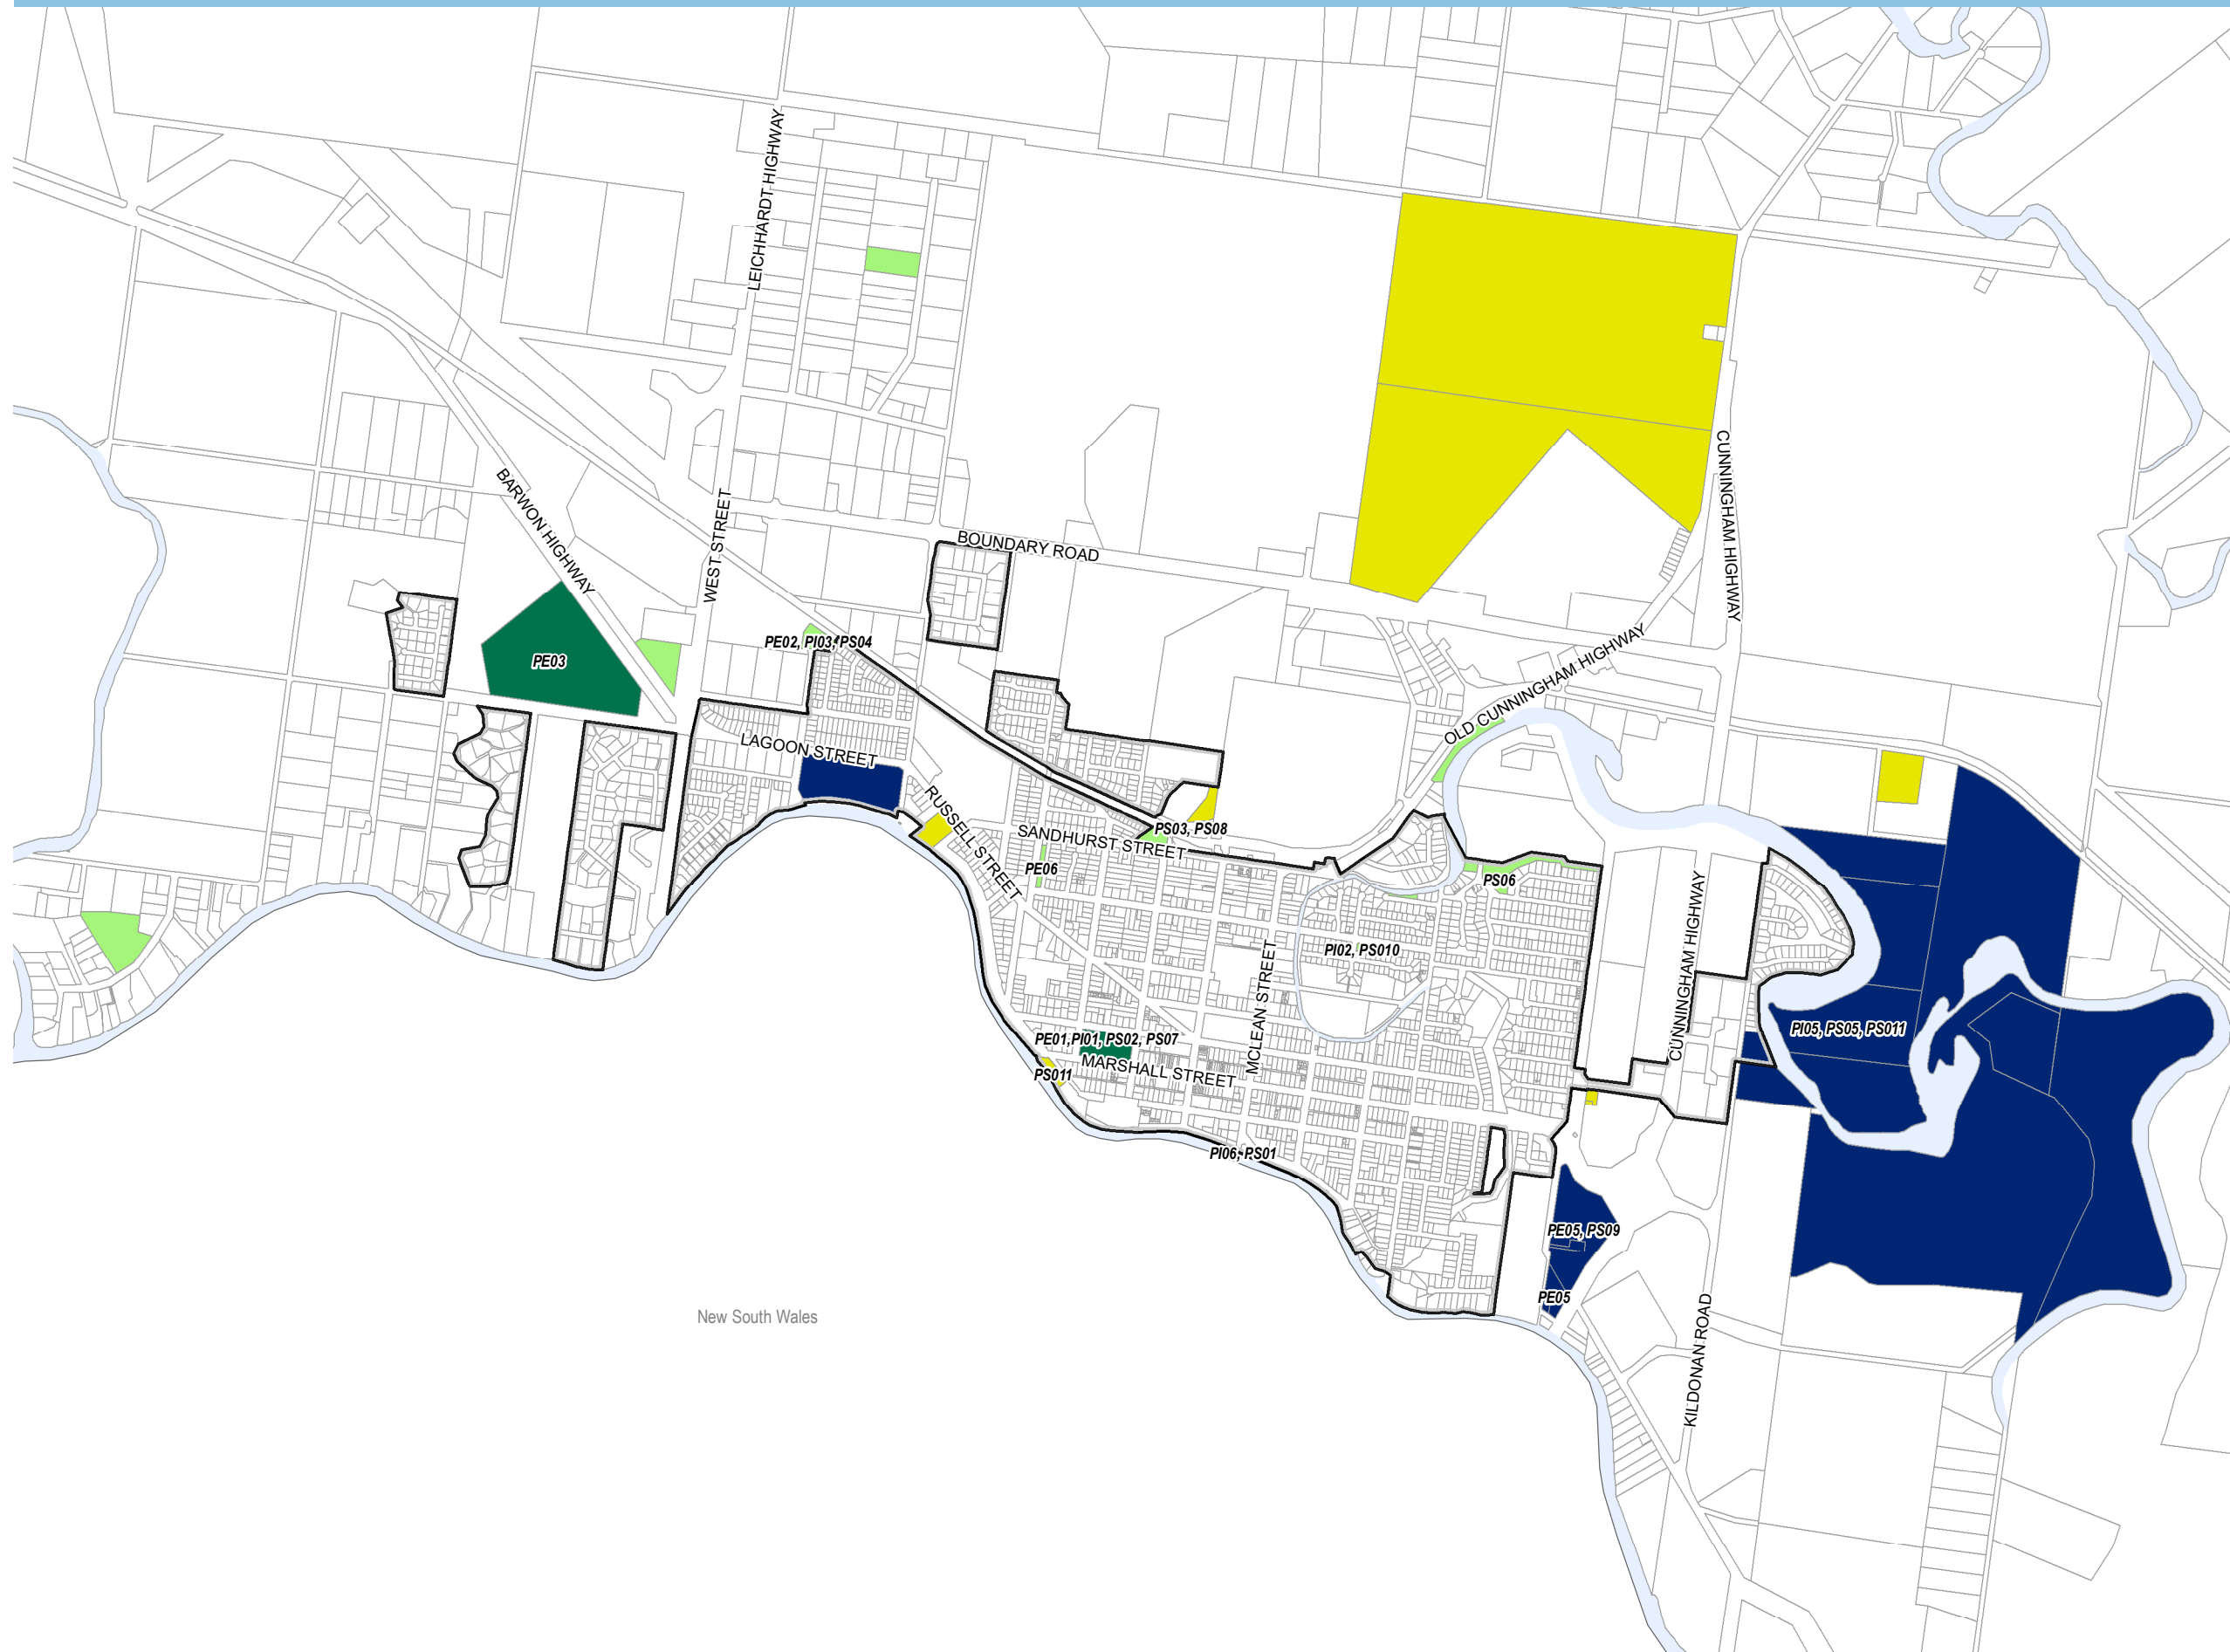 LEICHHARDT HIGHWAY
CUNNINGHAM HIGHWAY
BARWON HIGHWAY
WEST STREET
BOUNDARY ROAD
PE02, PI03, PS04
PE03
OLD CUNNINGHAM HIGHWAY
LAGOON STREET
RUSSELL STREET
SANDHURST STREET
PS03, PS08
PE06
PS06
CUNNINGHAM HIGHWAY
MCLEAN STREET
PI02, PS010
PI05, PS05, PS011
PE01,PI01, PS02, PS07
MARSHALL STREET
PS011
PI06, PS01
PE05, PS09
PE05
New South Wales
KILDONAN ROAD